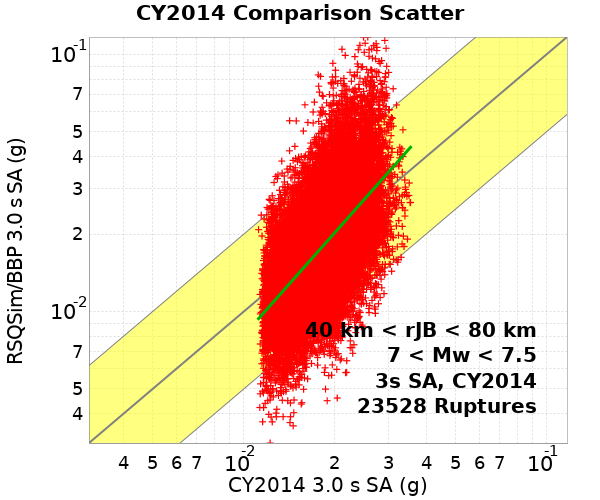 CY2014 Comparison Scatter
RSQSim/BBP 3.0 s SA (g)
10-1
7
5
4
3
2
10-2
7
5
4
40 km < rJB < 80 km
7 < Mw < 7.5
3s SA, CY2014
23528 Ruptures
4 5 6 7 10-2 2 3 4 5 6 7 10-1
CY2014 3.0 s SA (g)